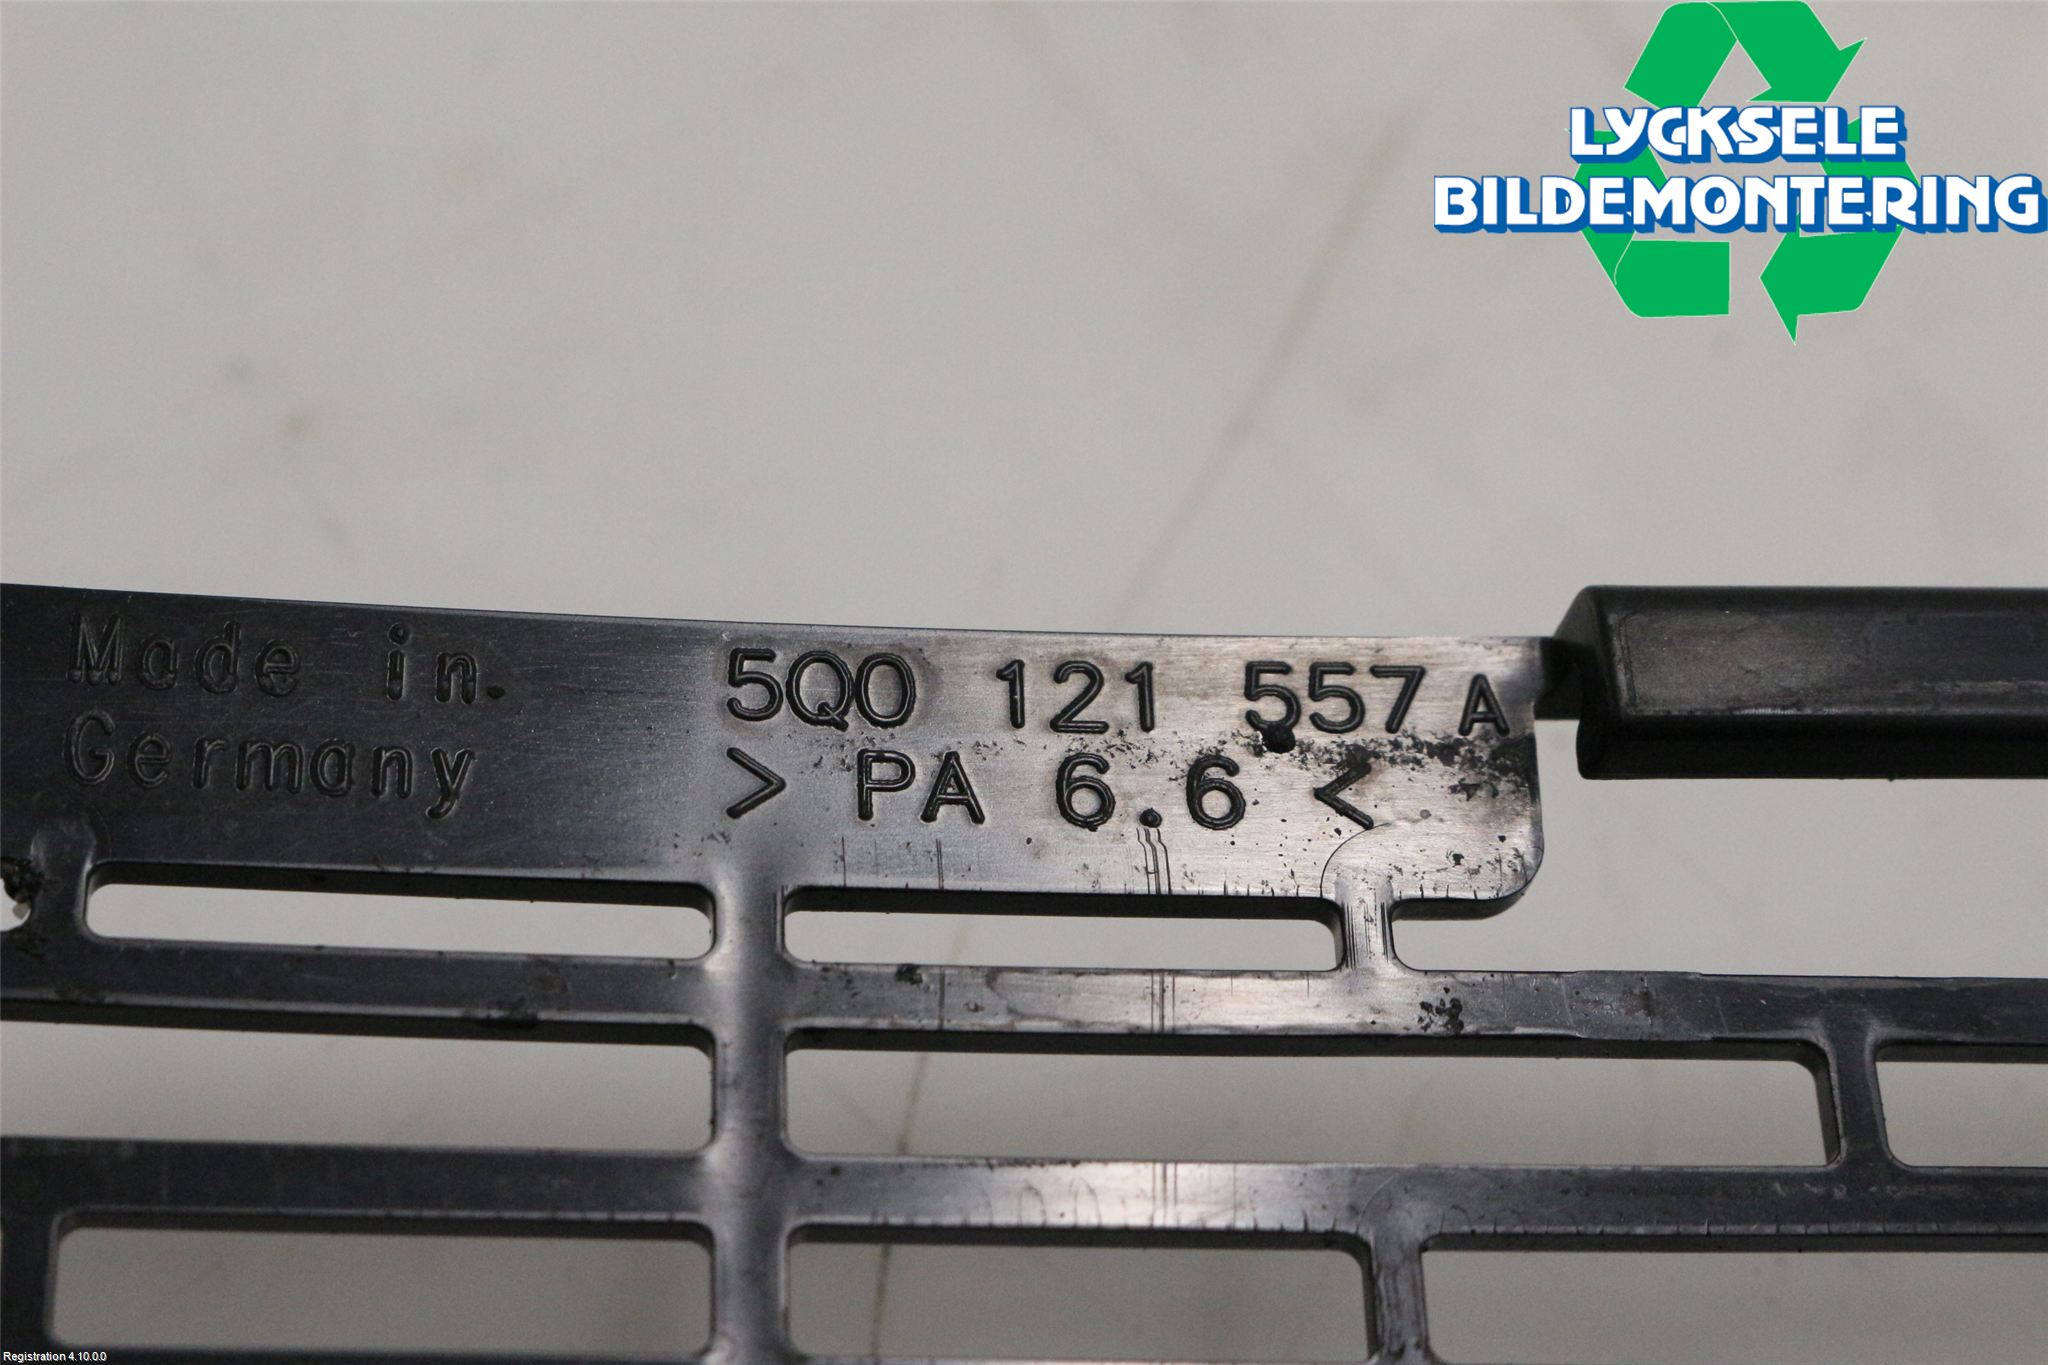 LYCKSELE
BILDEMONTERING
Made in
Germany
5Q0 121 557 A
> PA 6.6 <
Registration 4.10.0.0